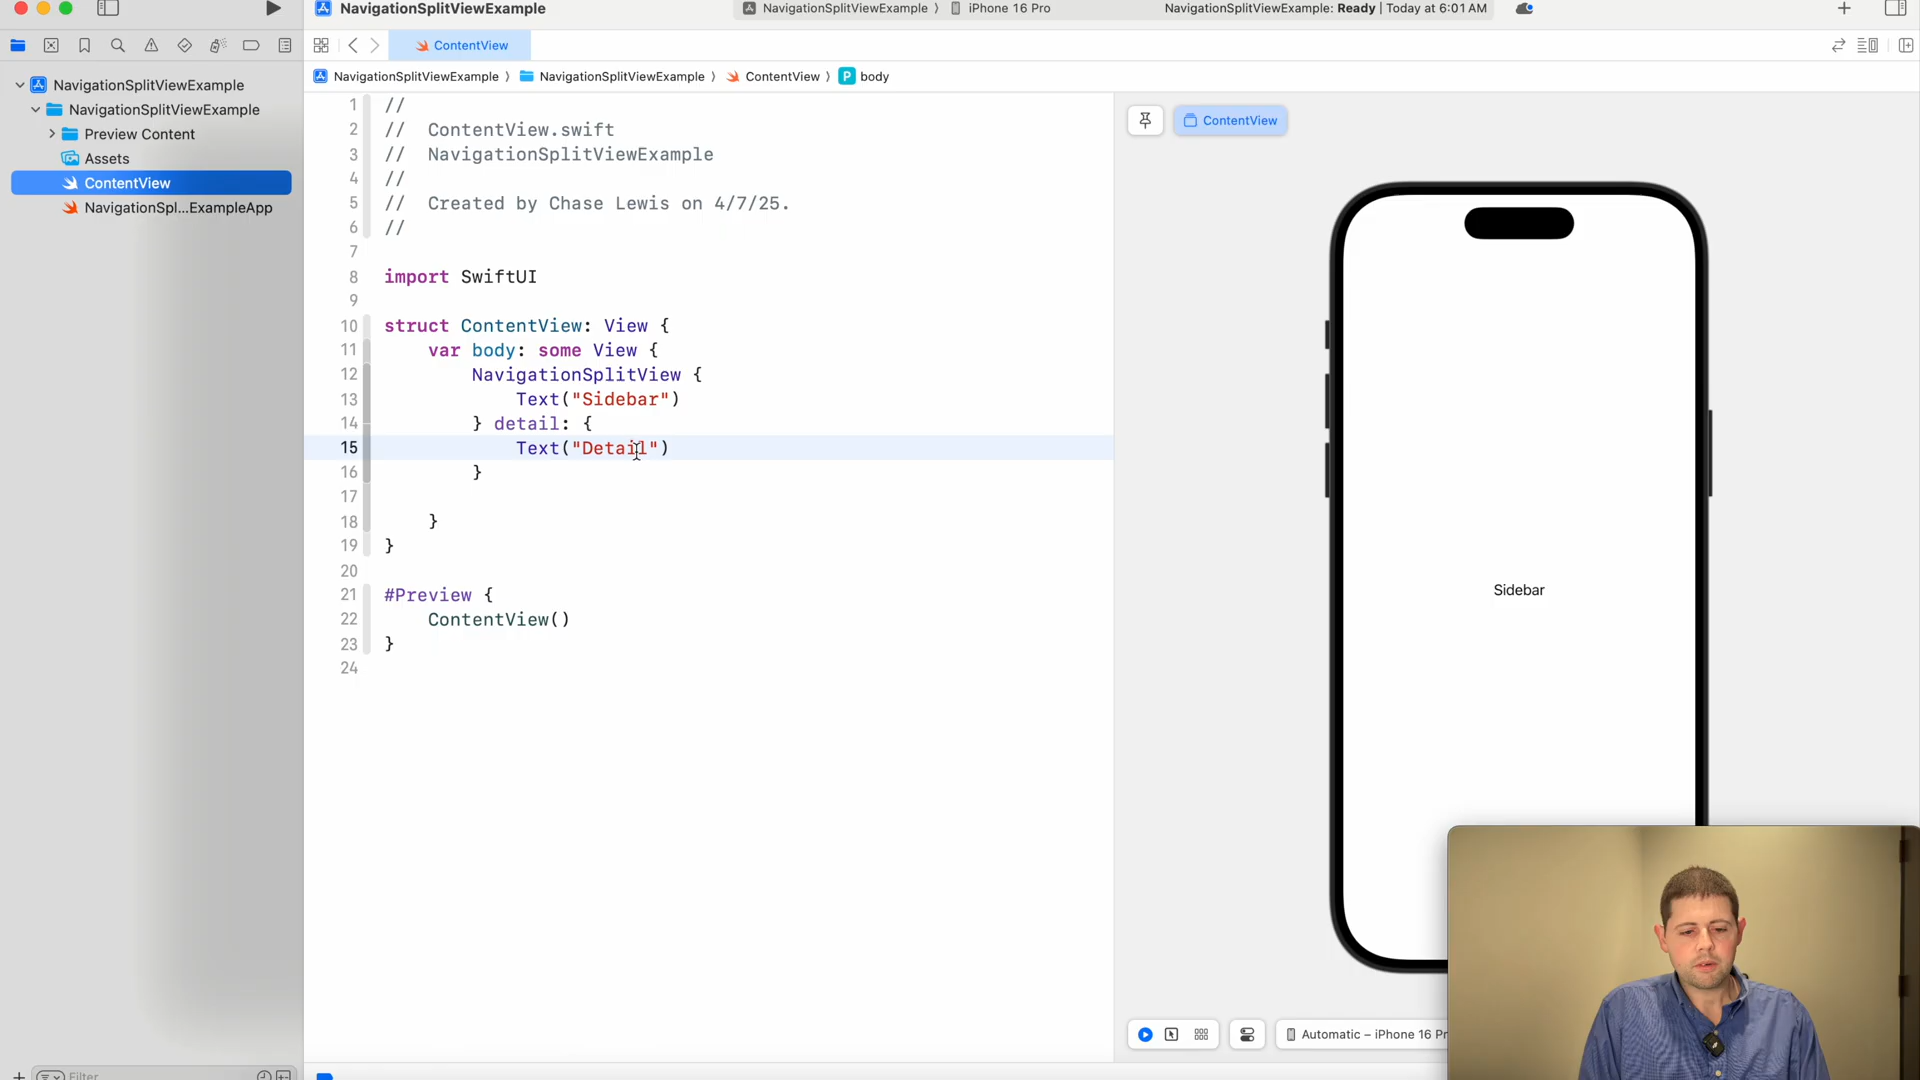 NavigationSplitViewExample
NavigationSplitViewExample 〉 iPhone 16 Pro
NavigationSplitViewExample: Ready | Today at 6:01 AM
ContentView
NavigationSplitViewExample 〉 NavigationSplitViewExample 〉 ContentView 〉 P body
NavigationSplitViewExample
NavigationSplitViewExample
Preview Content
Assets
ContentView
NavigationSpl...ExampleApp
1 //
2 // ContentView.swift
3 // NavigationSplitViewExample
4 //
5 // Created by Chase Lewis on 4/7/25.
6 //
7
8 import SwiftUI
9
10 struct ContentView: View {
11 var body: some View {
12 NavigationSplitView {
13 Text("Sidebar")
14 } detail: {
15 Text("Detail")
16 }
17
18 }
19 }
20
21 #Preview {
22 ContentView()
23 }
24
ContentView
Sidebar
Automatic – iPhone 16 Pr
Filter